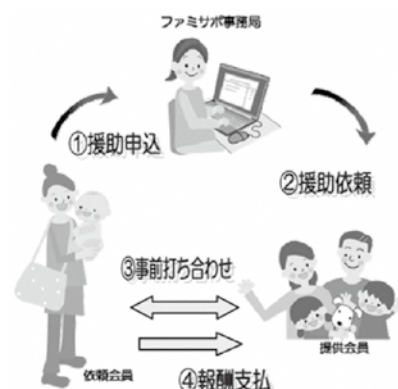 ファミサポ事務局
①援助申込
②援助依頼
③事前打ち合わせ
依頼会員
提供会員
④報酬支払